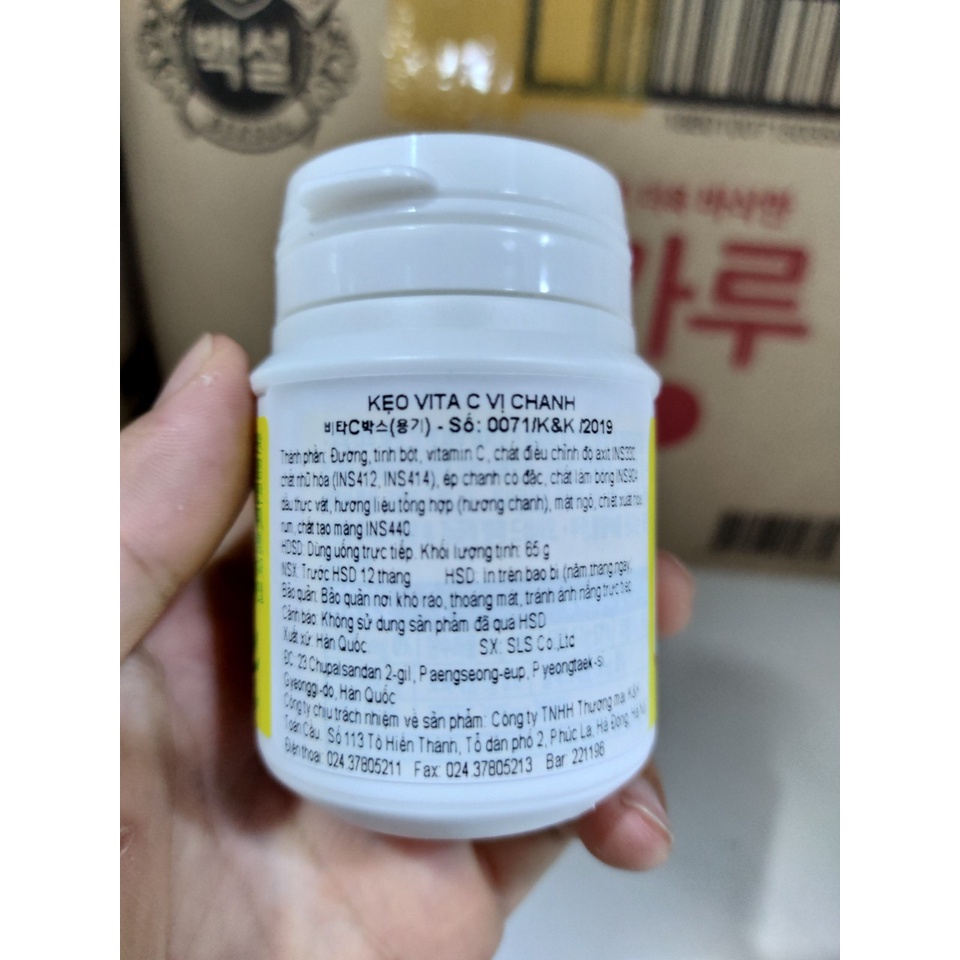 백설
마루
KẸO VITA C VỊ CHANH
비타C박스(용기) - Số: 0071/K&K /2019
Thành phần: Đường, tinh bột, vitamin C, chất điều chỉnh độ axit INS330,
chất nhũ hóa (INS412, INS414), ép chanh cô đặc, chất làm bóng INS904
dầu thực vật, hương liệu tổng hợp (hương chanh), mật ngô, chiết xuất hoa
rum, chất tạo màng INS440.
HDSD: Dùng uống trực tiếp. Khối lượng tịnh: 65 g
NSX: Trước HSD 12 tháng HSD: In trên bao bì (năm tháng ngày)
Bảo quản: Bảo quản nơi khô ráo, thoáng mát, tránh ánh nắng trực tiếp
Cảnh báo: Không sử dụng sản phẩm đã quá HSD
Xuất xứ: Hàn Quốc. SX: SLS Co.,Ltd
ĐC: 23 Chupalsandan 2-gil, Paengseong-eup, Pyeongtaek-si
Gyeonggi-do, Hàn Quốc
Công ty chịu trách nhiệm về sản phẩm: Công ty TNHH Thương mại K&K
Toàn Cầu. Số 113 Tô Hiến Thành, Tổ dân phố 2, Phúc La, Hà Đông, Hà Nội
Điện thoại: 024 37805211 Fax: 024 37805213 Bar: 221196